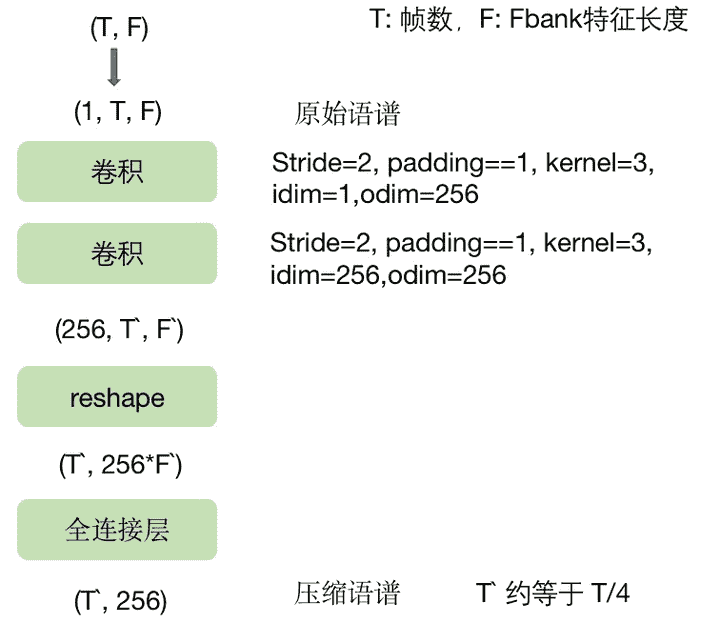 (T, F)
T: 帧数，F: Fbank特征长度
(1, T, F)
原始语谱
卷积
Stride=2, padding==1, kernel=3,
idim=1,odim=256
卷积
Stride=2, padding==1, kernel=3,
idim=256,odim=256
(256, T`, F`)
reshape
(T`, 256*F`)
全连接层
(T`, 256)
压缩语谱
T` 约等于 T/4